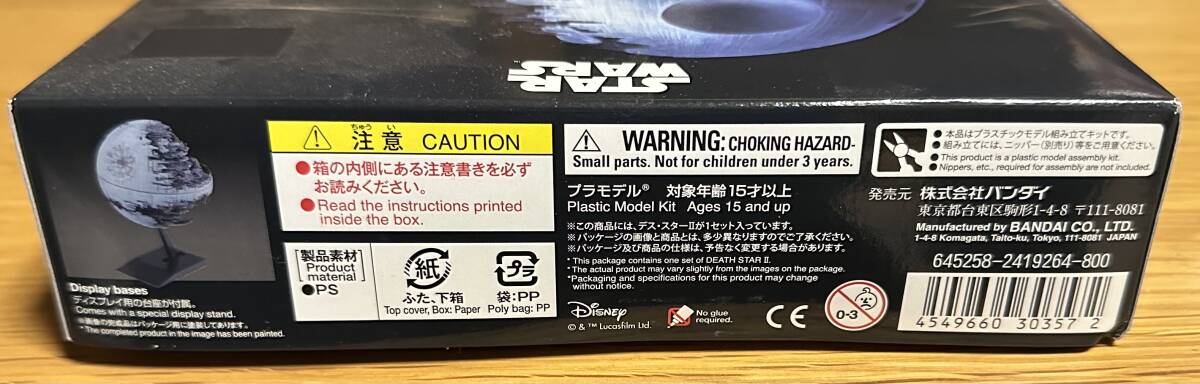 STAR
WARS
Display bases
ディスプレイ用の台座が付属。
Comes with a special display stand.
※画像の完成品はパッケージ用に塗装してあります。
* The completed product in the image has been painted.
ちゅう い
注意 CAUTION
●箱の内側にある注意書きを必ず
お読みください。
●Read the instructions printed
inside the box.
製品素材
Product
material
●PS
紙
ふた、下箱
Top cover, Box: Paper
プラ
袋:PP
Poly bag: PP
WARNING: CHOKING HAZARD-
Small parts. Not for children under 3 years.
プラモデル® 対象年齢15才以上
Plastic Model Kit Ages 15 and up
※この商品には、デス・スターIIが1セット入っています。
※パッケージの画像と商品とは、多少異なりますのでご了承ください。
※パッケージ及び商品の仕様は、予告なく変更する場合があります。
* This package contains one set of DEATH STAR II.
* The actual product may vary slightly from the images on the package.
*Packaging and specifications for this product may change
without notice.
Disney
© & ™ Lucasfilm Ltd.
No glue
required.
CE
0-3
●本品はプラスチックモデル組み立てキットです。
●組み立てには、ニッパー(別売り)等をご用意ください。
●This product is a plastic model assembly kit.
●Nippers, etc., required for assembly are not included.
発売元 株式会社バンダイ
東京都台東区駒形1-4-8 〒111-8081
Manufactured by BANDAI CO., LTD.
1-4-8 Komagata, Taito-ku, Tokyo, 111-8081 JAPAN
645258-2419264-800
4549660 30357 2